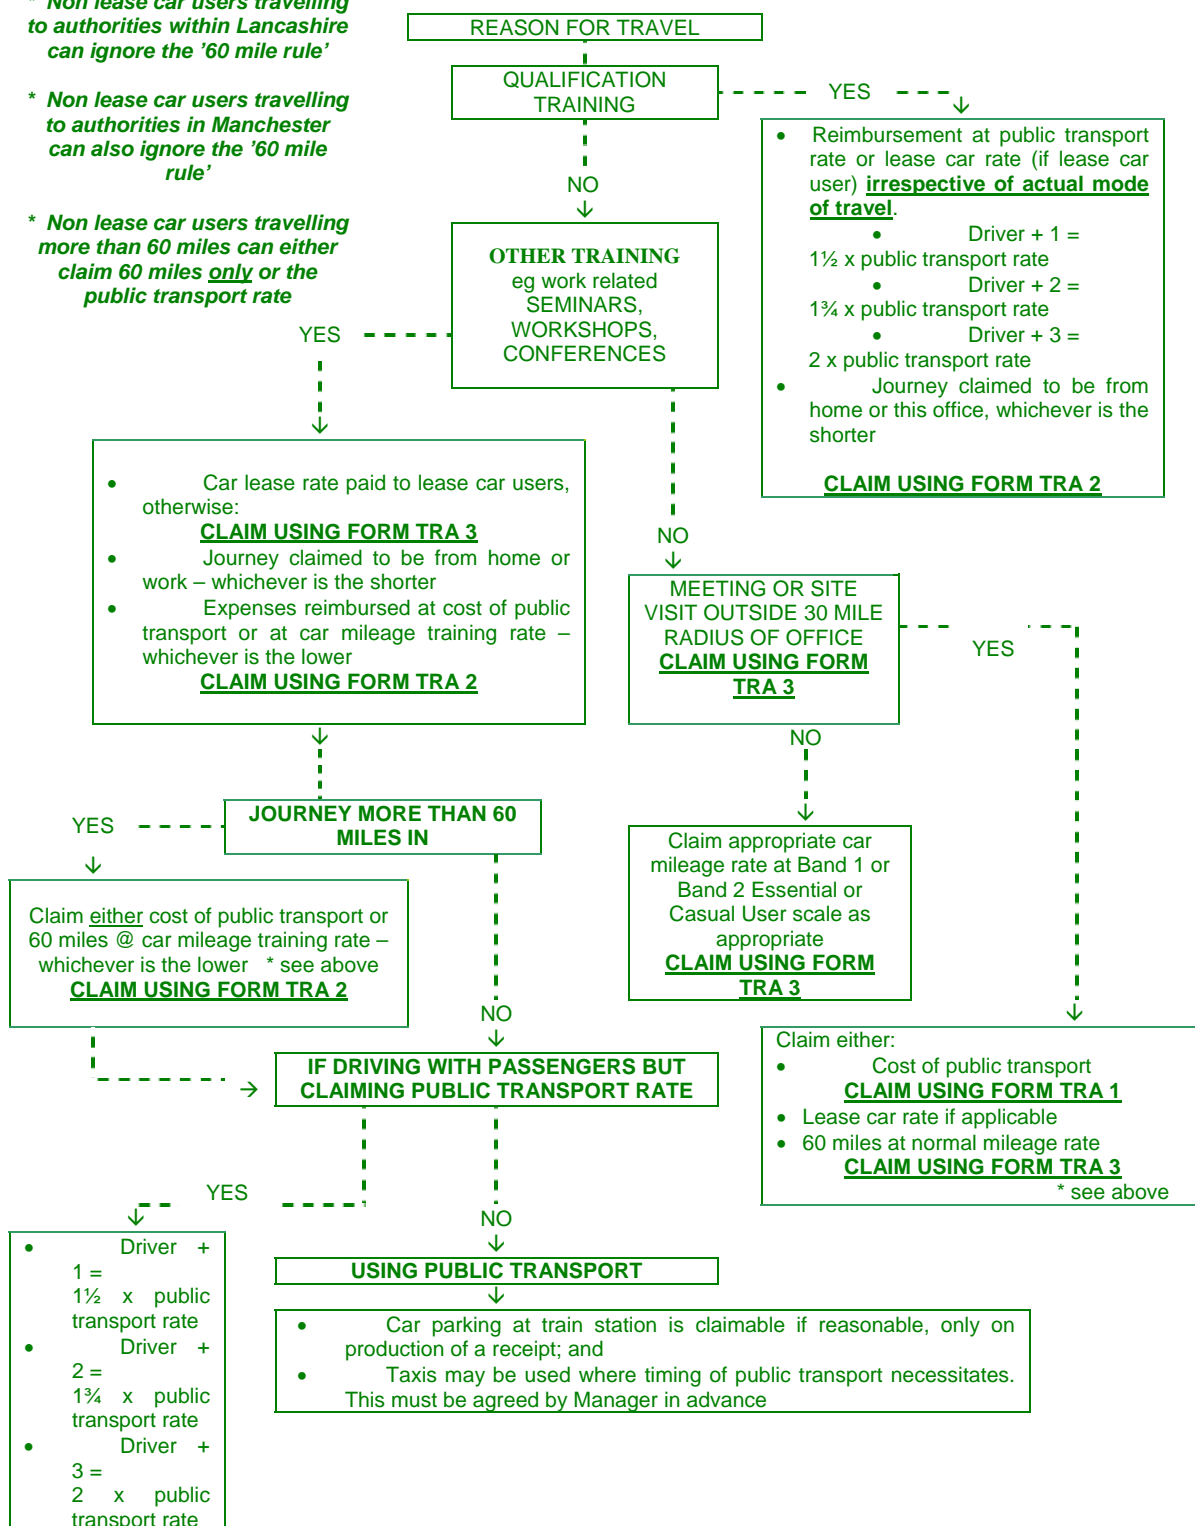 * Non lease car users travelling
to authorities within Lancashire
can ignore the ’60 mile rule’
* Non lease car users travelling
to authorities in Manchester
can also ignore the ’60 mile
rule’
* Non lease car users travelling
more than 60 miles can either
claim 60 miles only or the
public transport rate
REASON FOR TRAVEL
QUALIFICATION
TRAINING
YES
• Reimbursement at public transport
rate or lease car rate (if lease car
user) irrespective of actual mode
of travel.
• Driver + 1 =
1½ x public transport rate
• Driver + 2 =
1¾ x public transport rate
• Driver + 3 =
2 x public transport rate
• Journey claimed to be from
home or this office, whichever is the
shorter
CLAIM USING FORM TRA 2
NO
OTHER TRAINING
eg work related
SEMINARS,
WORKSHOPS,
CONFERENCES
YES
• Car lease rate paid to lease car users,
otherwise:
CLAIM USING FORM TRA 3
• Journey claimed to be from home or
work – whichever is the shorter
• Expenses reimbursed at cost of public
transport or at car mileage training rate –
whichever is the lower
CLAIM USING FORM TRA 2
NO
MEETING OR SITE
VISIT OUTSIDE 30 MILE
RADIUS OF OFFICE
CLAIM USING FORM
TRA 3
YES
NO
JOURNEY MORE THAN 60
MILES IN
YES
Claim either cost of public transport or
60 miles @ car mileage training rate –
whichever is the lower * see above
CLAIM USING FORM TRA 2
Claim appropriate car
mileage rate at Band 1 or
Band 2 Essential or
Casual User scale as
appropriate
CLAIM USING FORM
TRA 3
NO
IF DRIVING WITH PASSENGERS BUT
CLAIMING PUBLIC TRANSPORT RATE
Claim either:
• Cost of public transport
CLAIM USING FORM TRA 1
• Lease car rate if applicable
• 60 miles at normal mileage rate
CLAIM USING FORM TRA 3
* see above
YES
NO
• Driver +
1 =
1½ x public
transport rate
• Driver +
2 =
1¾ x public
transport rate
• Driver +
3 =
2 x public
transport rate
USING PUBLIC TRANSPORT
• Car parking at train station is claimable if reasonable, only on
production of a receipt; and
• Taxis may be used where timing of public transport necessitates.
This must be agreed by Manager in advance